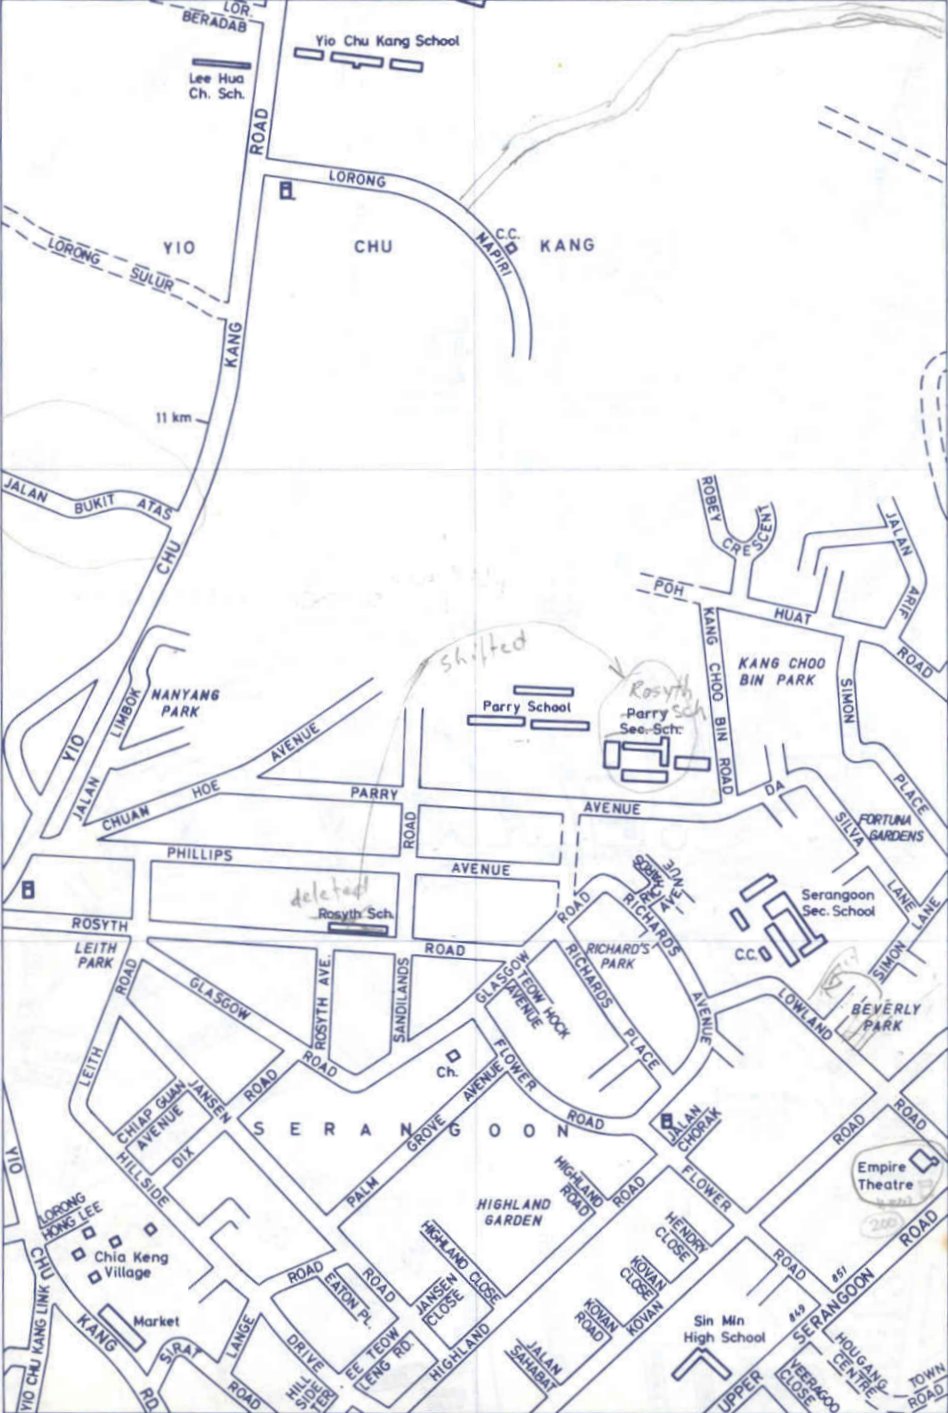 LOR.
BERADAB
Yio Chu Kang School
Lee Hua
Ch. Sch.
ROAD
LORONG
NAPIRI
C.C.
YIO
CHU
KANG
LORONG
SULUR
KANG
11 km
JALAN
BUKIT
ATAS
CHU
ROBEY
CRESCENT
JALAN
ARIF
POH
HUAT
ROAD
KANG CHOO BIN ROAD
KANG CHOO
BIN PARK
SIMON
PLACE
shifted
Rosyth
Sch
Parry School
Parry
Sec. Sch.
NANYANG
PARK
LIMBOK
JALAN
YIO
CHUAN
HOE
AVENUE
PARRY
AVENUE
ROAD
DA
SILVA
LANE
FORTUNA
GARDENS
PHILLIPS
AVENUE
deleted
Rosyth Sch.
ROSYTH
ROAD
LEITH
PARK
ROAD
RICHARDS
AVENUE
RICHARDS
AVENUE
RICHARD'S
PARK
RICHARDS
PLACE
Serangoon
Sec. School
C.C.
SIMON
LANE
LOWLAND
BEVERLY
PARK
ROAD
LEITH
ROAD
GLASGOW
ROAD
ROSYTH AVE.
SANDILANDS
GLASGOW
TEOW HOCK
AVENUE
Ch.
FLOWER
ROAD
CHIAP GUAN
AVENUE
JANSEN
ROAD
DIX
ROAD
HILLSIDE
SERANGOON
PALM
GROVE
AVENUE
JALAN
CHORAK
ROAD
Empire
Theatre
200
HIGHLAND
ROAD
HIGHLAND
GARDEN
FLOWER
ROAD
HENDRY
CLOSE
KOVAN
CLOSE
KOVAN
ROAD
KOVAN
ROAD
YIO
CHU
KANG
RD
LORONG
HONG LEE
Chia Keng
Village
Market
YIO CHU KANG LINK
SIRAT
ROAD
LANGE
ROAD
DRIVE
EATON PL.
HIGHLAND CLOSE
JANSEN
CLOSE
EE TEOW
LENG RD.
HILL
SIDE
TER.
HIGHLAND
JALAN
SAHABAT
Sin Min
High School
851
849
UPPER
SERANGOON
ROAD
HOUGANG
CENTRE
VEERAGOO
CLOSE
TOWN
ROAD